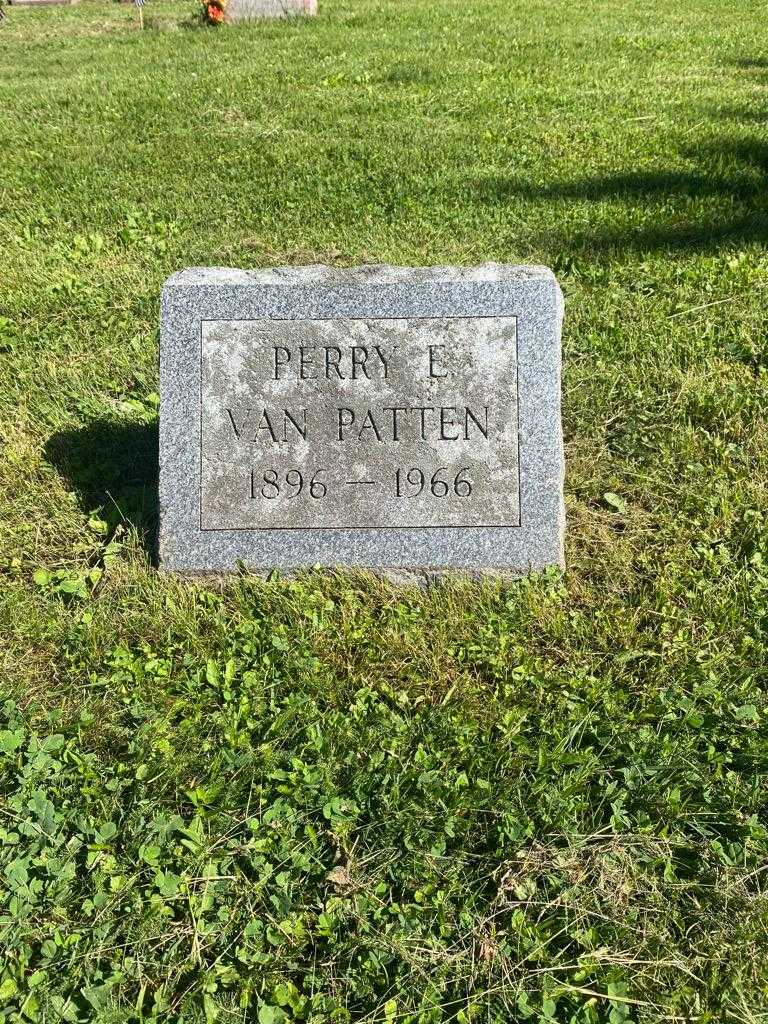 PERRY E.
VAN PATTEN
1896 — 1966